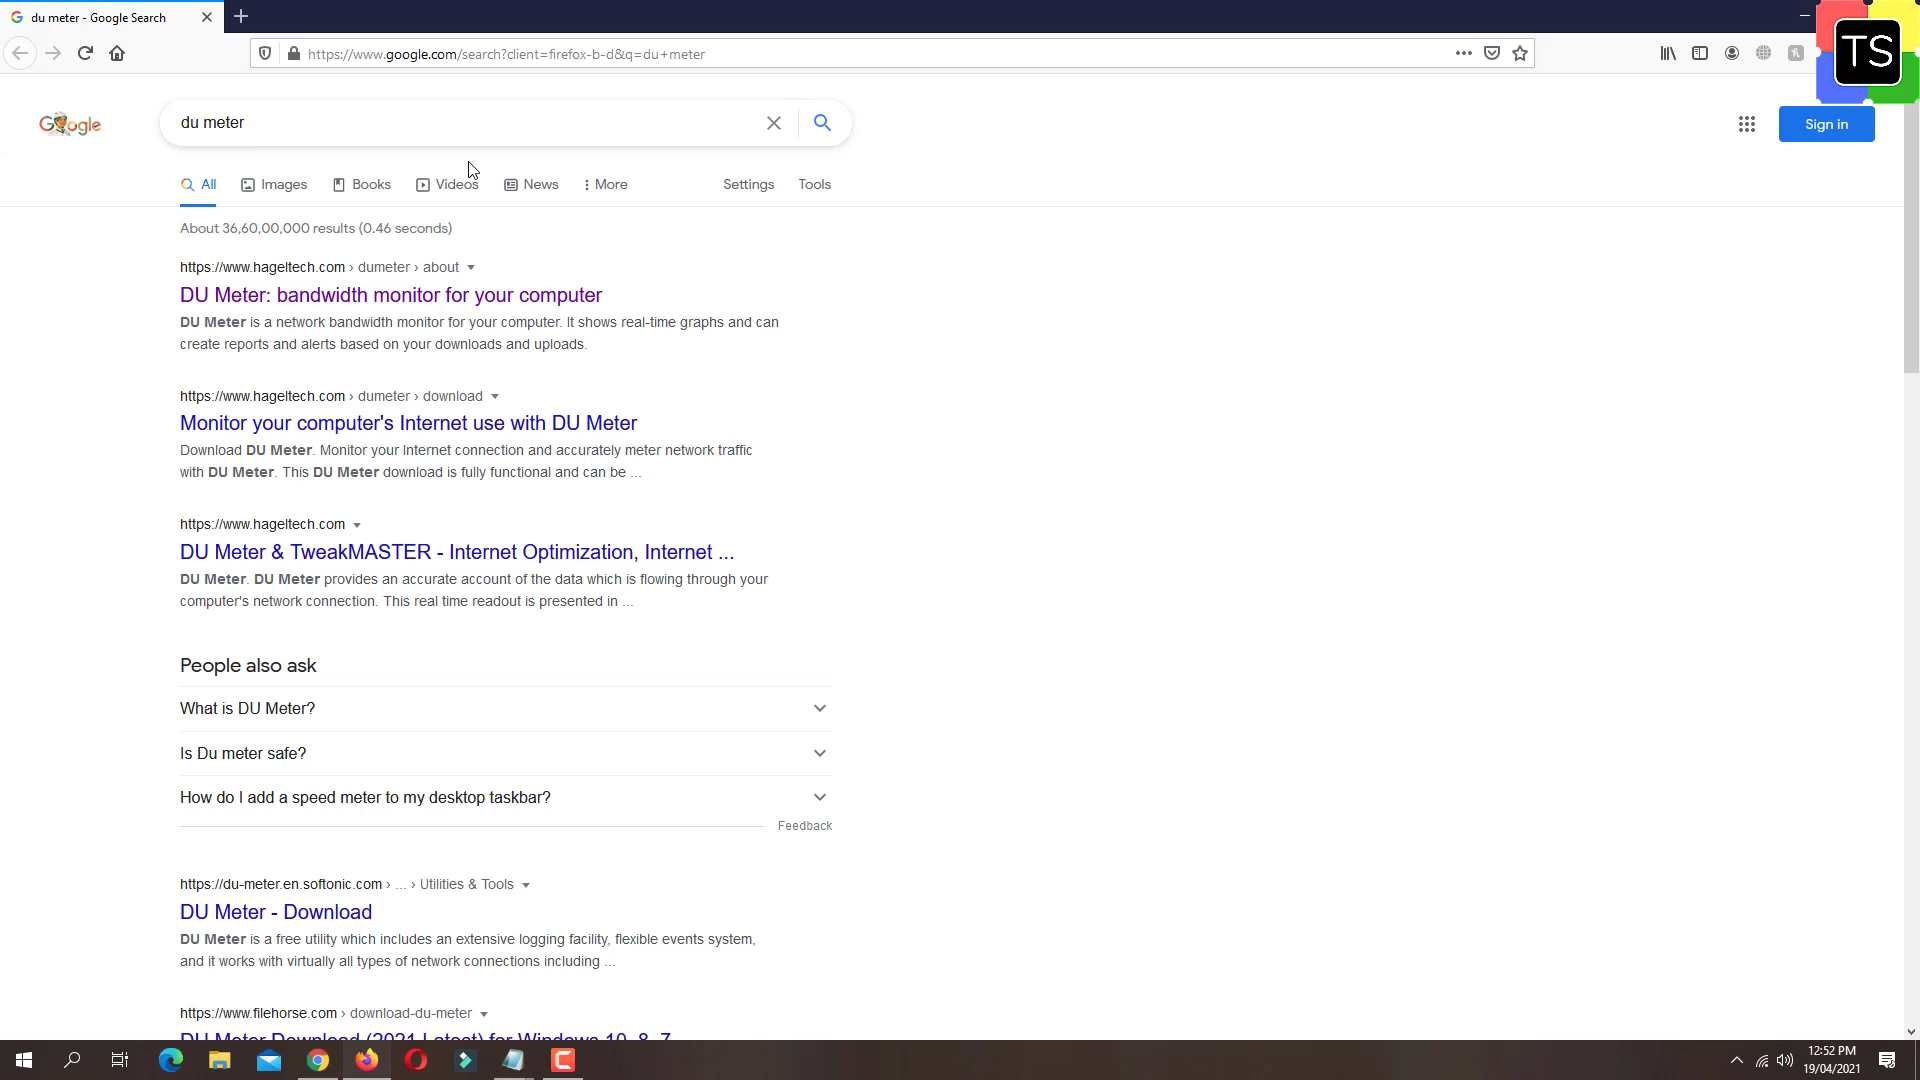 du meter - Google Search
https://www.google.com/search?client=firefox-b-d&q=du+meter
TS
Google
du meter
Sign in
All Images Books Videos News More Settings Tools
About 36,60,00,000 results (0.46 seconds)
https://www.hageltech.com › dumeter › about
DU Meter: bandwidth monitor for your computer
DU Meter is a network bandwidth monitor for your computer. It shows real-time graphs and can
create reports and alerts based on your downloads and uploads.
https://www.hageltech.com › dumeter › download
Monitor your computer's Internet use with DU Meter
Download DU Meter. Monitor your Internet connection and accurately meter network traffic
with DU Meter. This DU Meter download is fully functional and can be ...
https://www.hageltech.com
DU Meter & TweakMASTER - Internet Optimization, Internet ...
DU Meter. DU Meter provides an accurate account of the data which is flowing through your
computer's network connection. This real time readout is presented in ...
People also ask
What is DU Meter?
Is Du meter safe?
How do I add a speed meter to my desktop taskbar?
Feedback
https://du-meter.en.softonic.com › ... › Utilities & Tools
DU Meter - Download
DU Meter is a free utility which includes an extensive logging facility, flexible events system,
and it works with virtually all types of network connections including ...
https://www.filehorse.com › download-du-meter
DU Meter Download (2021 Latest) for Windows 10, 8, 7
12:52 PM
19/04/2021